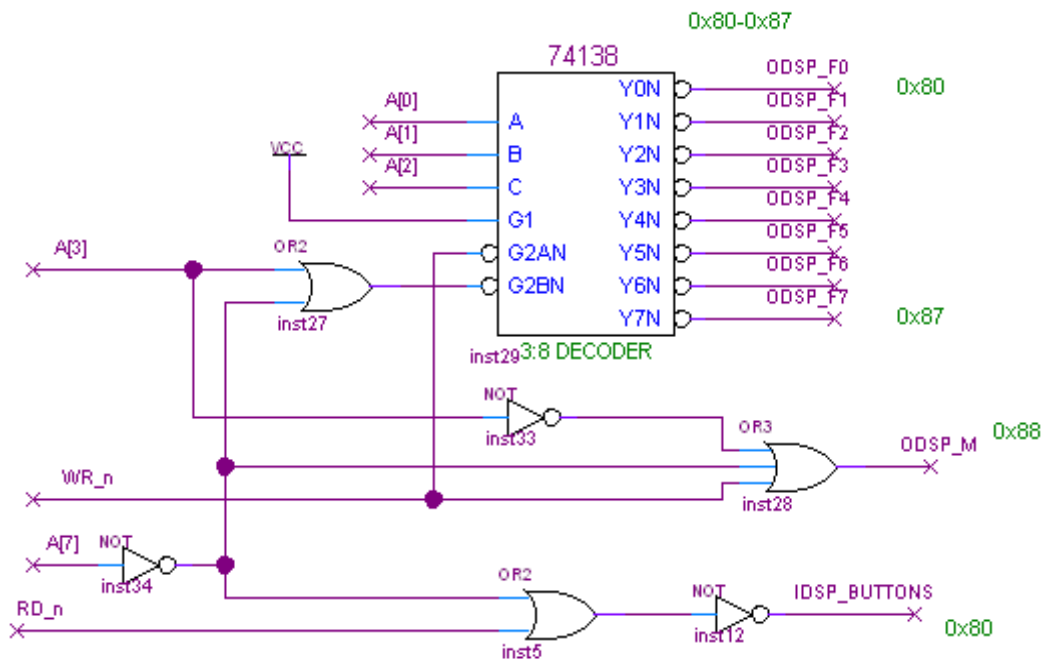 0x80-0x87
74138
A[0]
A[1]
A[2]
VCC
A
B
C
G1
G2AN
G2BN
Y0N
Y1N
Y2N
Y3N
Y4N
Y5N
Y6N
Y7N
ODSP_F0
ODSP_F1
ODSP_F2
ODSP_F3
ODSP_F4
ODSP_F5
ODSP_F6
ODSP_F7
0x80
0x87
A[3]
OR2
inst27
inst29
3:8 DECODER
NOT
inst33
OR3
inst28
0x88
ODSP_M
WR_n
A[7]
NOT
inst34
RD_n
OR2
inst5
NOT
inst12
IDSP_BUTTONS
0x80